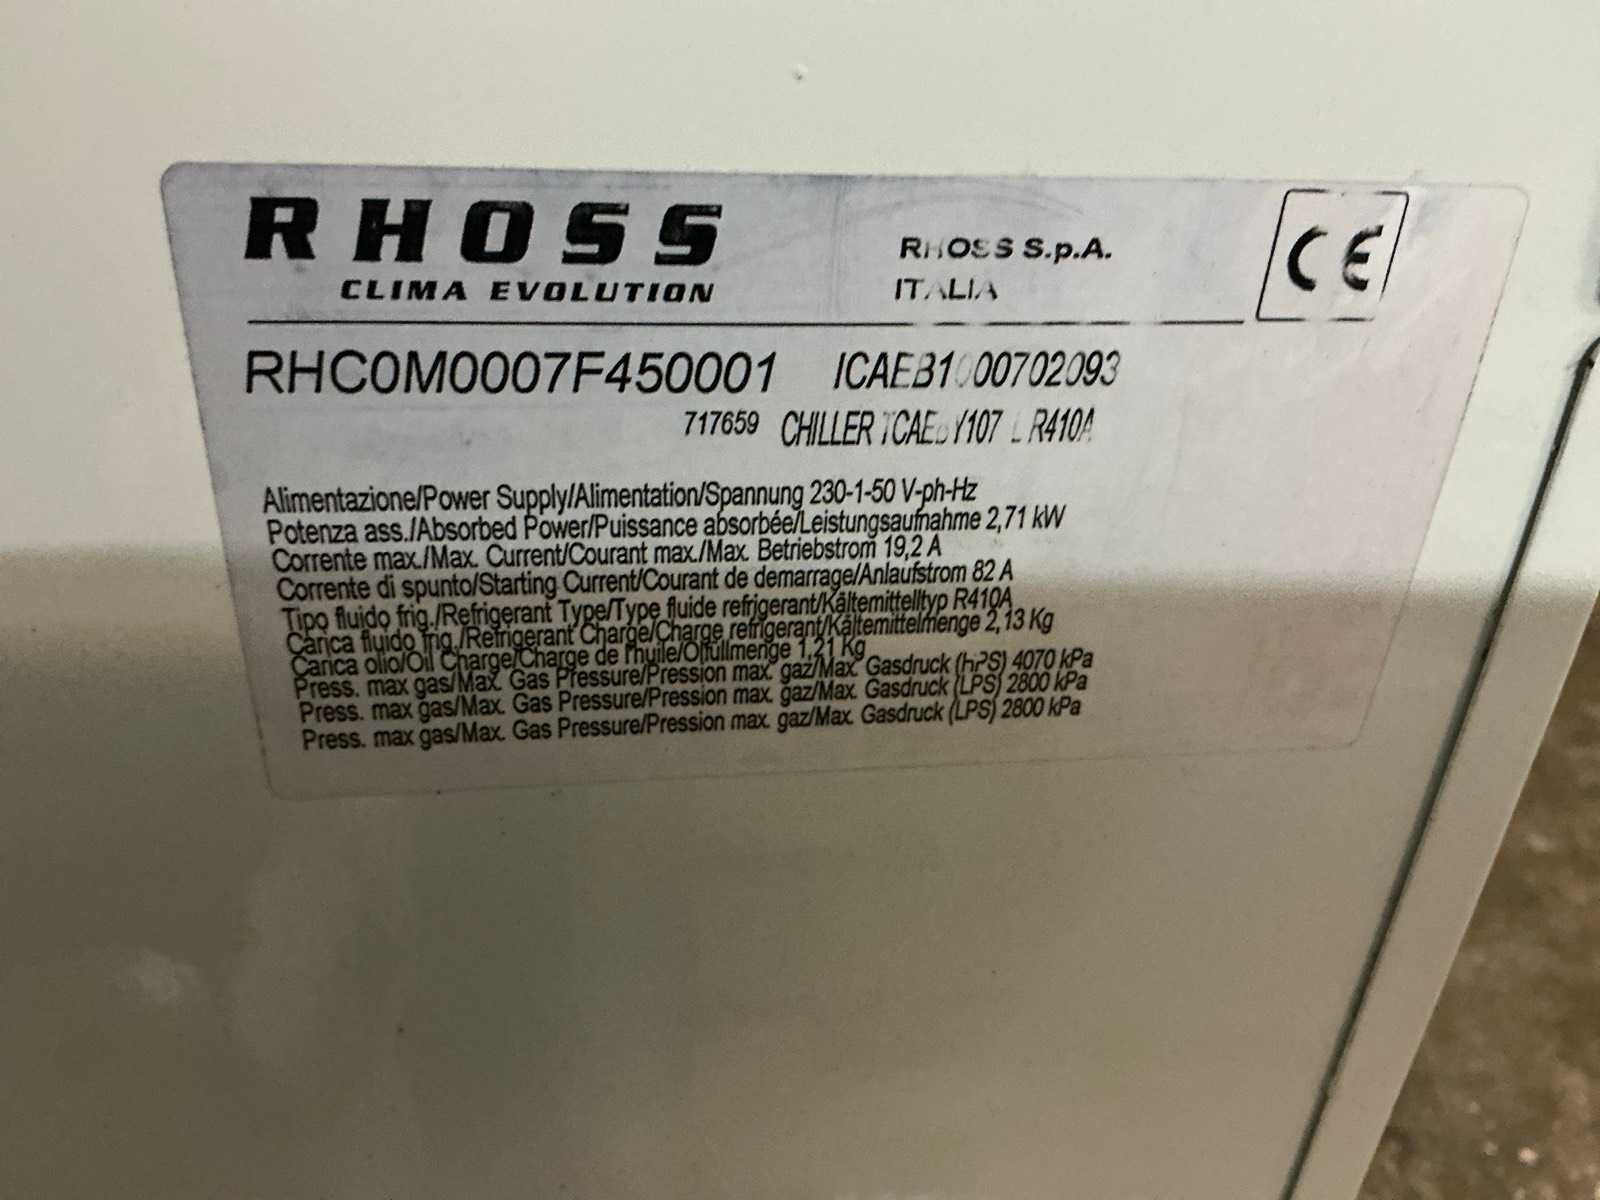 RHOSS
CLIMA EVOLUTION
RHOSS S.p.A.
ITALIA
CE
RHC0M0007F450001
717659 CHILLER R410A
Alimentazione/Power Supply/Alimentation/Spannung 230-1-50 V-ph-Hz
Potenza ass./Absorbed Power/Puissance absorbée/Leistungsaufnahme 2,71 kW
Corrente max./Max. Current/Courant max./Max. Betriebstrom 19,2 A
Corrente di spunto/Starting Current/Courant de demarrage/Anlaufstrom 82 A
Tipo fluido frig./Refrigerant Type/Type fluide refrigerant/Kältemittelltyp R410A
Carica fluido frig./Refrigerant Charge/Charge refrigerant/Kältemittelmenge 2,13 Kg
Carica olio/Oil Charge/Charge de l'huile/Ölfüllmenge 1,21 Kg
Press. max gas/Max. Gas Pressure/Pression max. gaz/Max. Gasdruck (HPS) 4070 kPa
Press. max gas/Max. Gas Pressure/Pression max. gaz/Max. Gasdruck (LPS) 2800 kPa
Press. max gas/Max. Gas Pressure/Pression max. gaz/Max. Gasdruck (LPS) 2800 kPa